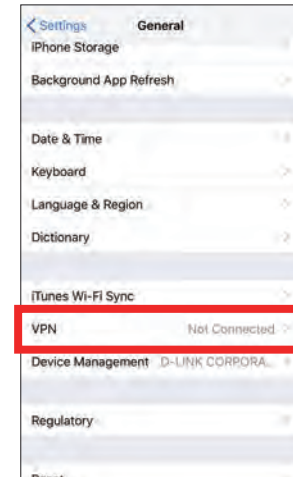 Settings General
iPhone Storage
Background App Refresh
Date & Time
Keyboard
Language & Region
Dictionary
iTunes Wi-Fi Sync
VPN Not Connected
Device Management D-LINK CORPORA...
Regulatory